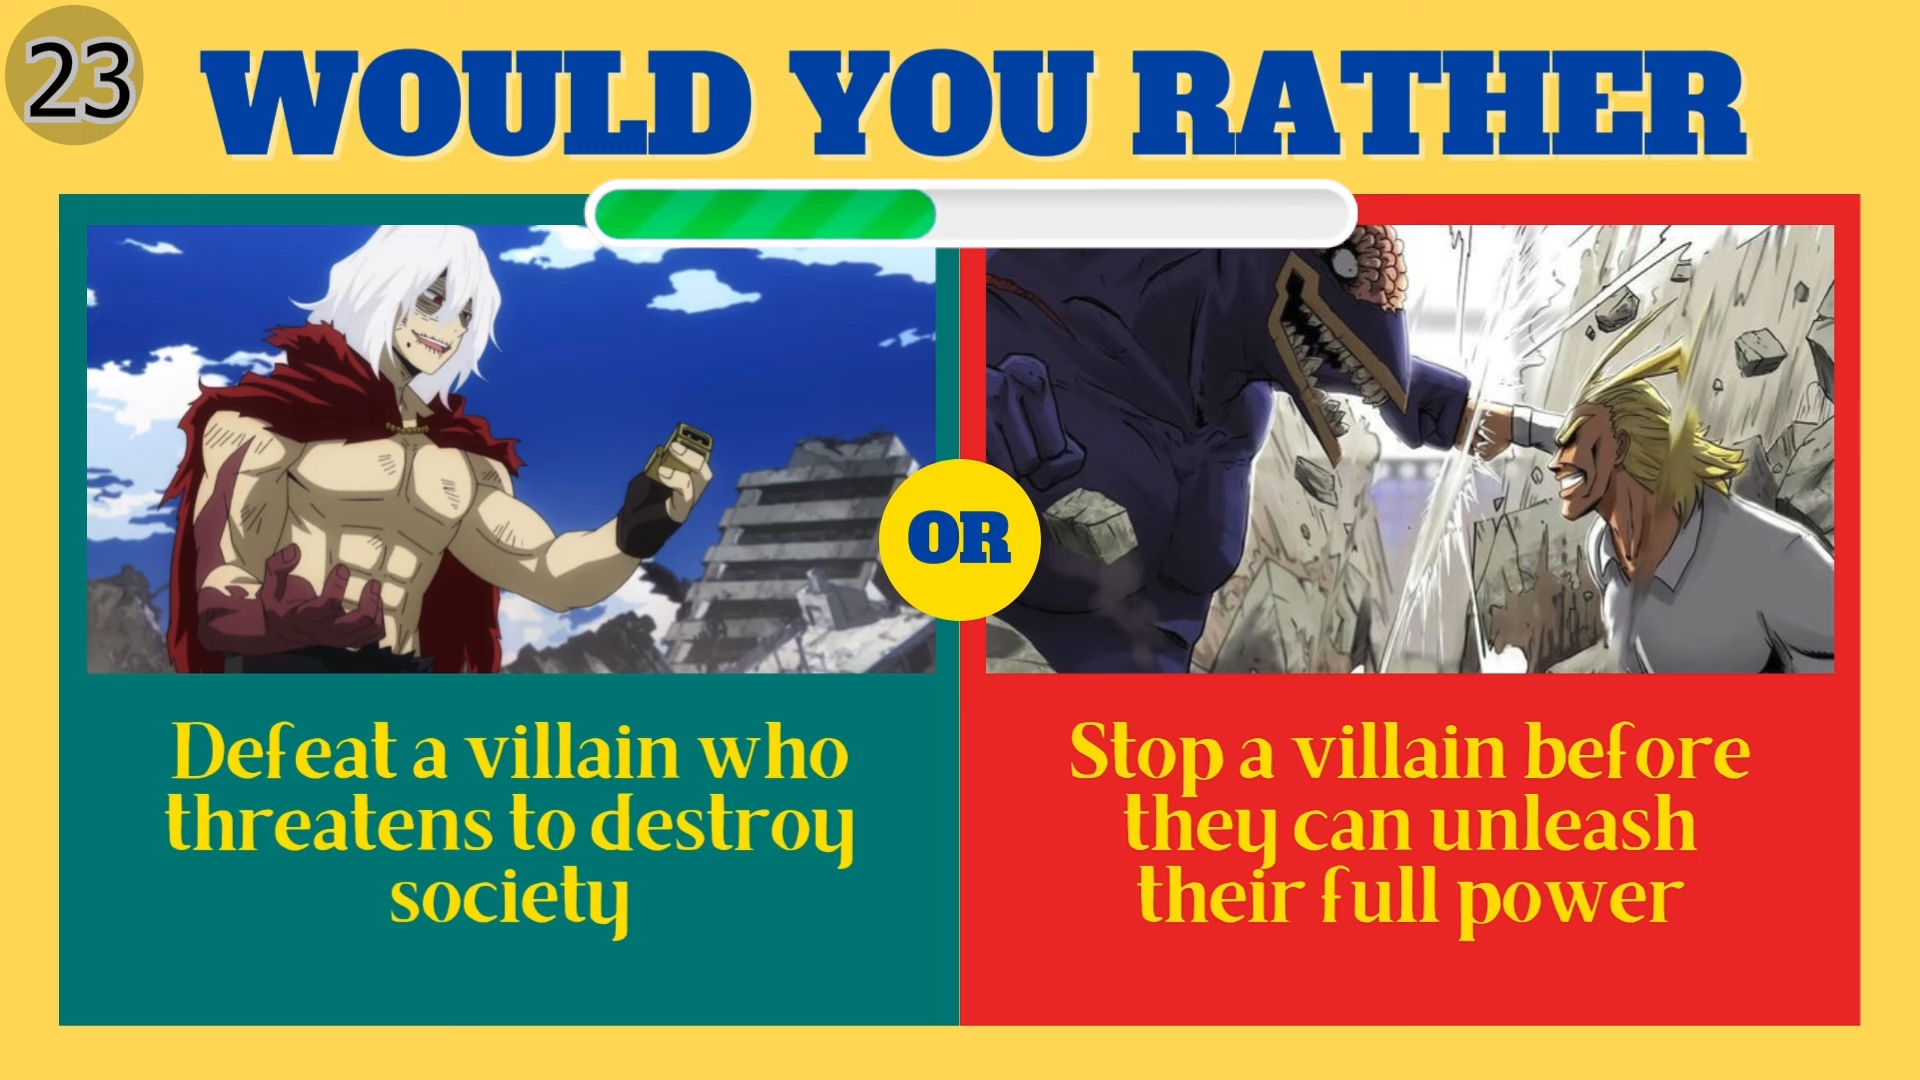 23
WOULD YOU RATHER
OR
Defeat a villain who
threatens to destroy
society
Stop a villain before
they can unleash
their full power